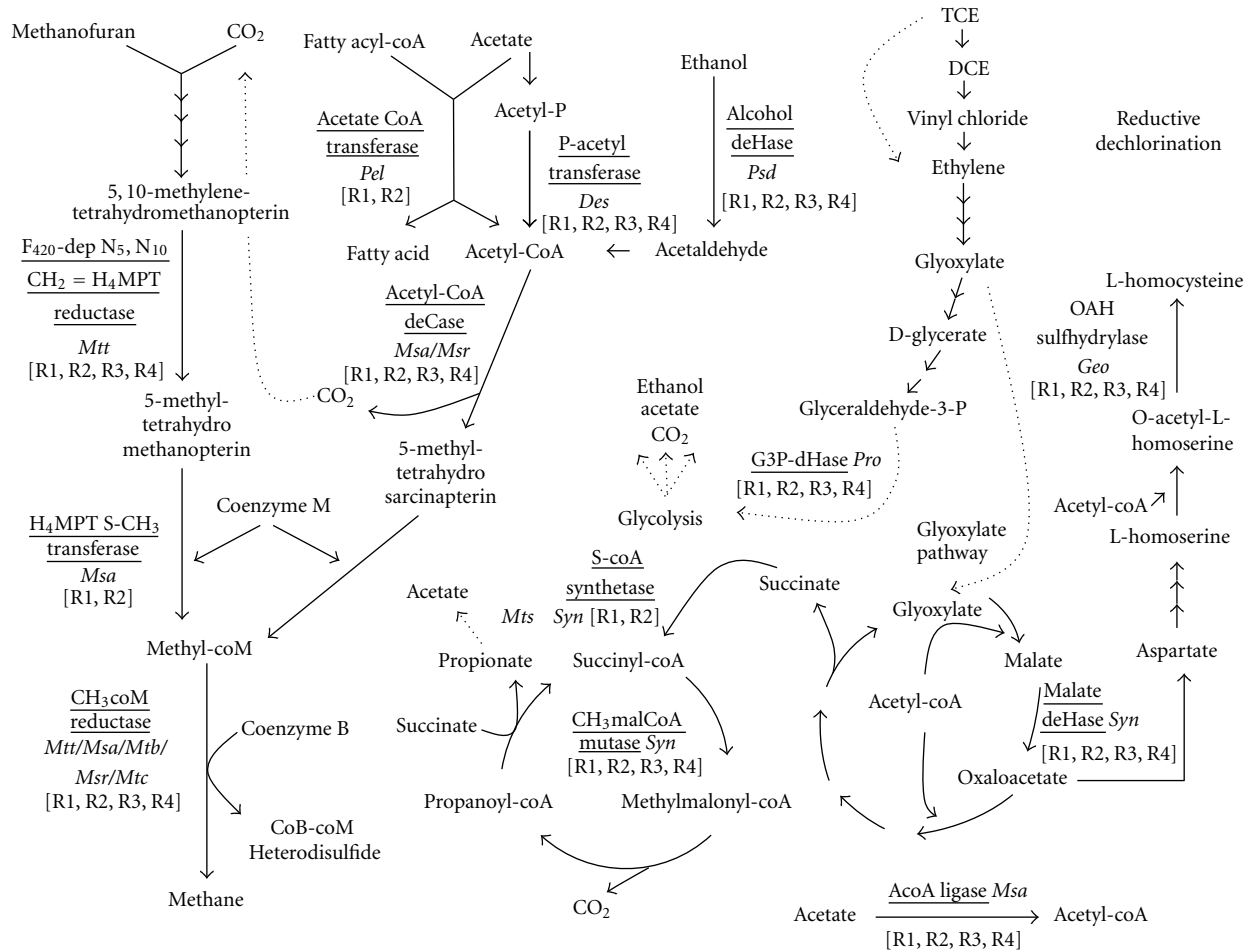 Methanofuran
CO2
Fatty acyl-coA
Acetate
Ethanol
TCE
DCE
Vinyl chloride
Ethylene
Reductive
dechlorination
Acetyl-P
Acetate CoA
transferase
Pel
[R1, R2]
P-acetyl
transferase
Des
[R1, R2, R3, R4]
Alcohol
deHase
Psd
[R1, R2, R3, R4]
5, 10-methylene-
tetrahydromethanopterin
Fatty acid
Acetyl-CoA
Acetaldehyde
Glyoxylate
F420-dep N5, N10
CH2 = H4MPT
reductase
Mtt
[R1, R2, R3, R4]
Acetyl-CoA
deCase
Msa/Msr
[R1, R2, R3, R4]
CO2
D-glycerate
Glyceraldehyde-3-P
L-homocysteine
OAH
sulfhydrylase
Geo
[R1, R2, R3, R4]
O-acetyl-L-
homoserine
Acetyl-coA
L-homoserine
5-methyl-
tetrahydro
methanopterin
5-methyl-
tetrahydro
sarcinapterin
Ethanol
acetate
CO2
Glycolysis
G3P-dHase Pro
[R1, R2, R3, R4]
Coenzyme M
H4MPT S-CH3
transferase
Msa
[R1, R2]
Glyoxylate
pathway
Glyoxylate
S-coA
synthetase
Mts Syn [R1, R2]
Succinate
Acetate
Methyl-coM
Propionate
Succinyl-coA
Malate
Aspartate
CH3coM
reductase
Mtt/Msa/Mtb/
Msr/Mtc
[R1, R2, R3, R4]
Coenzyme B
Succinate
CH3malCoA
mutase Syn
[R1, R2, R3, R4]
Acetyl-coA
Malate
deHase Syn
[R1, R2, R3, R4]
Oxaloacetate
Propanoyl-coA
Methylmalonyl-coA
CoB-coM
Heterodisulfide
Methane
CO2
Acetate
AcoA ligase Msa
[R1, R2, R3, R4]
Acetyl-coA